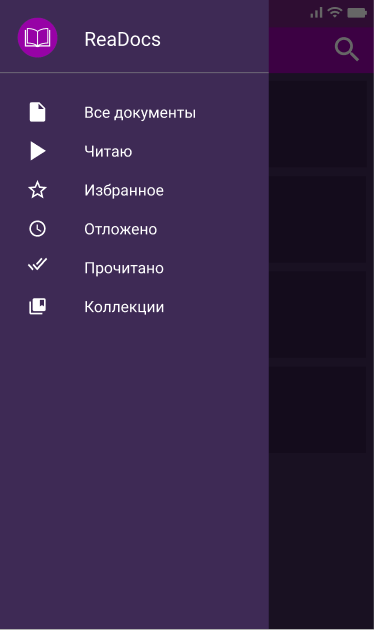 ReaDocs
Все документы
Читаю
Избранное
Отложено
Прочитано
Коллекции